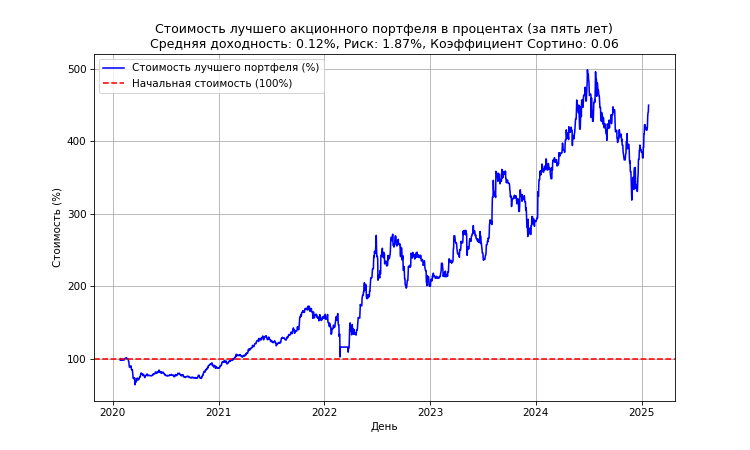 Стоимость лучшего акционного портфеля в процентах (за пять лет)
Средняя доходность: 0.12%, Риск: 1.87%, Коэффициент Сортино: 0.06
Стоимость лучшего портфеля (%)
Начальная стоимость (100%)
Стоимость (%)
500
400
300
200
100
2020
2021
2022
2023
2024
2025
День